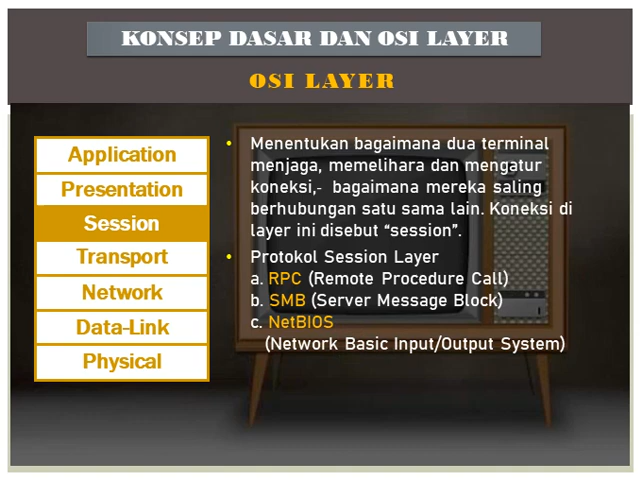 KONSEP DASAR DAN OSI LAYER
OSI LAYER
Application
Presentation
Session
Transport
Network
Data-Link
Physical
• Menentukan bagaimana dua terminal
menjaga, memelihara dan mengatur
koneksi,- bagaimana mereka saling
berhubungan satu sama lain. Koneksi di
layer ini disebut “session”.
• Protokol Session Layer
a. RPC (Remote Procedure Call)
b. SMB (Server Message Block)
c. NetBIOS
(Network Basic Input/Output System)